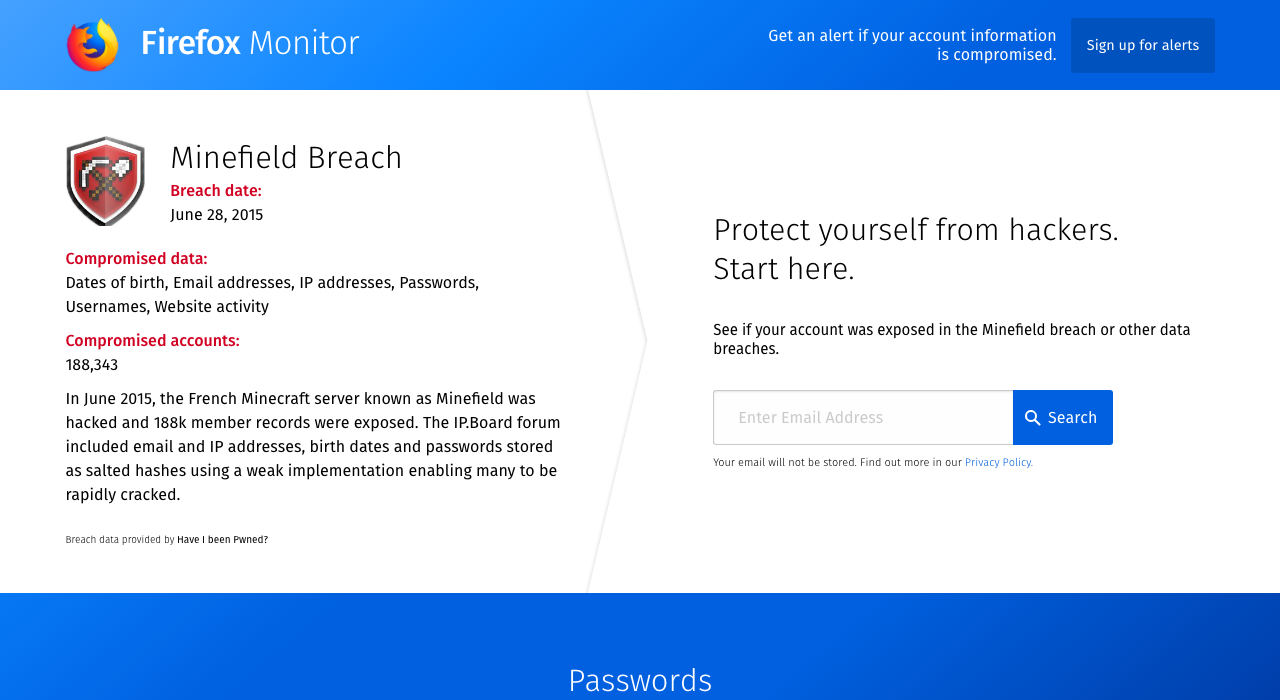 Firefox Monitor
Get an alert if your account information
is compromised.
Sign up for alerts
Minefield Breach
Breach date:
June 28, 2015
Compromised data:
Dates of birth, Email addresses, IP addresses, Passwords,
Usernames, Website activity
Compromised accounts:
188,343
In June 2015, the French Minecraft server known as Minefield was
hacked and 188k member records were exposed. The IP.Board forum
included email and IP addresses, birth dates and passwords stored
as salted hashes using a weak implementation enabling many to be
rapidly cracked.
Breach data provided by Have I been Pwned?
Protect yourself from hackers.
Start here.
See if your account was exposed in the Minefield breach or other data
breaches.
Enter Email Address
Search
Your email will not be stored. Find out more in our Privacy Policy.
Passwords